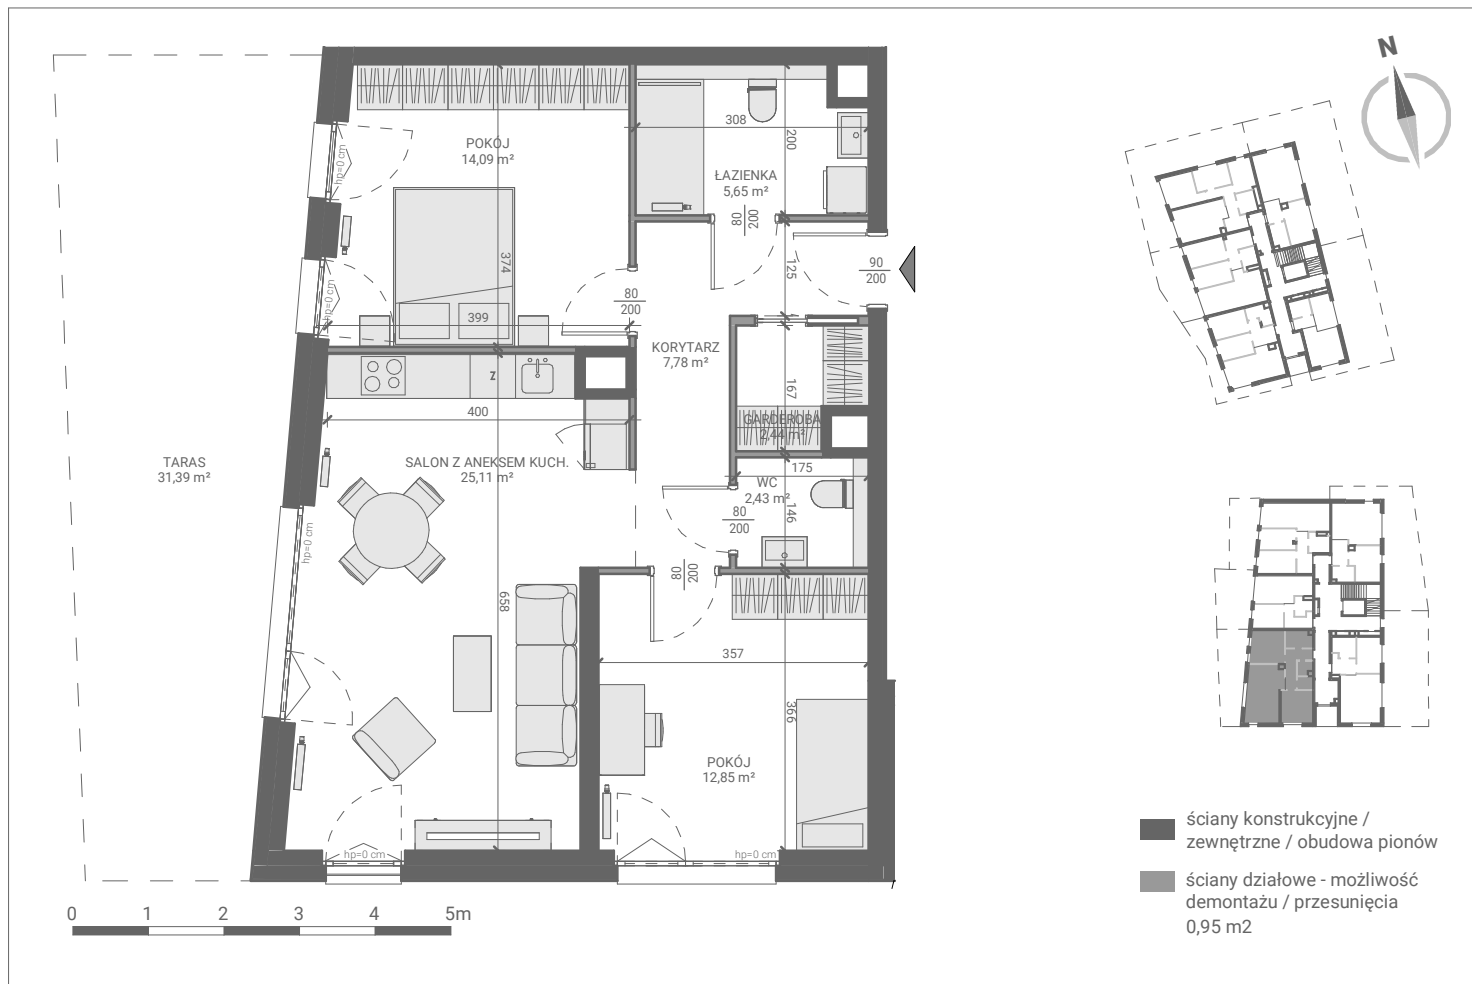 N
POKÓJ
14,09 m²
308
200
ŁAZIENKA
5,65 m²
80
200
hp=0 cm
374
125
90
200
hp=0 cm
399
80
200
4
KORYTARZ
7,78 m²
Z
400
167
GARDEROBA
2,44 m²
TARAS
31,39 m²
SALON Z ANEKSEM KUCH.
25,11 m²
175
WC
2,43 m²
146
80
200
hp=0 cm
80
200
658
357
366
POKÓJ
12,85 m²
hp=0 cm
hp=0 cm
ściany konstrukcyjne /
zewnętrzne / obudowa pionów
ściany działowe - możliwość
demontażu / przesunięcia
0,95 m2
0 1 2 3 4 5m